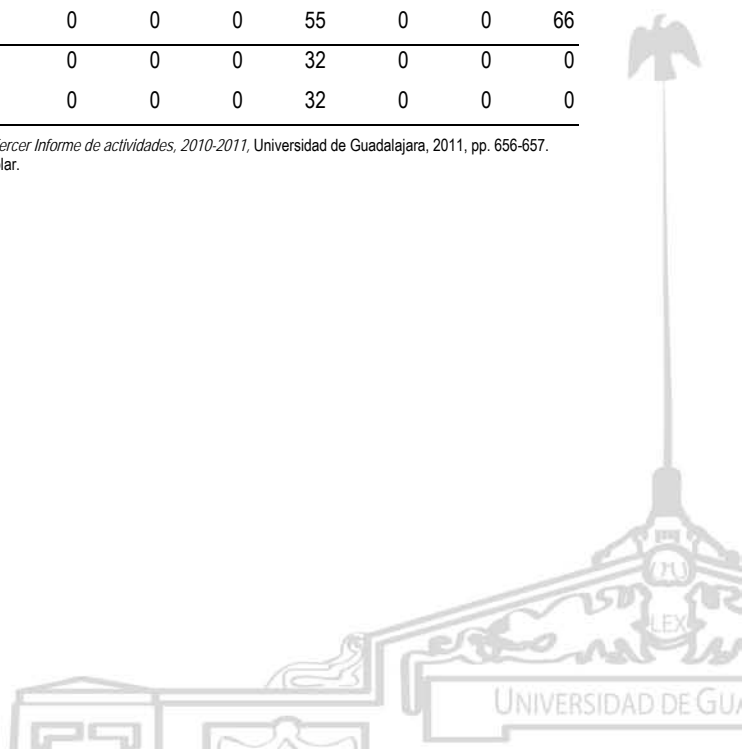 0 0 0 55 0 0 66
0 0 0 32 0 0 0
0 0 0 32 0 0 0
ercer Informe de actividades, 2010-2011, Universidad de Guadalajara, 2011, pp. 656-657.
lar.
LEX
UNIVERSIDAD DE GUA